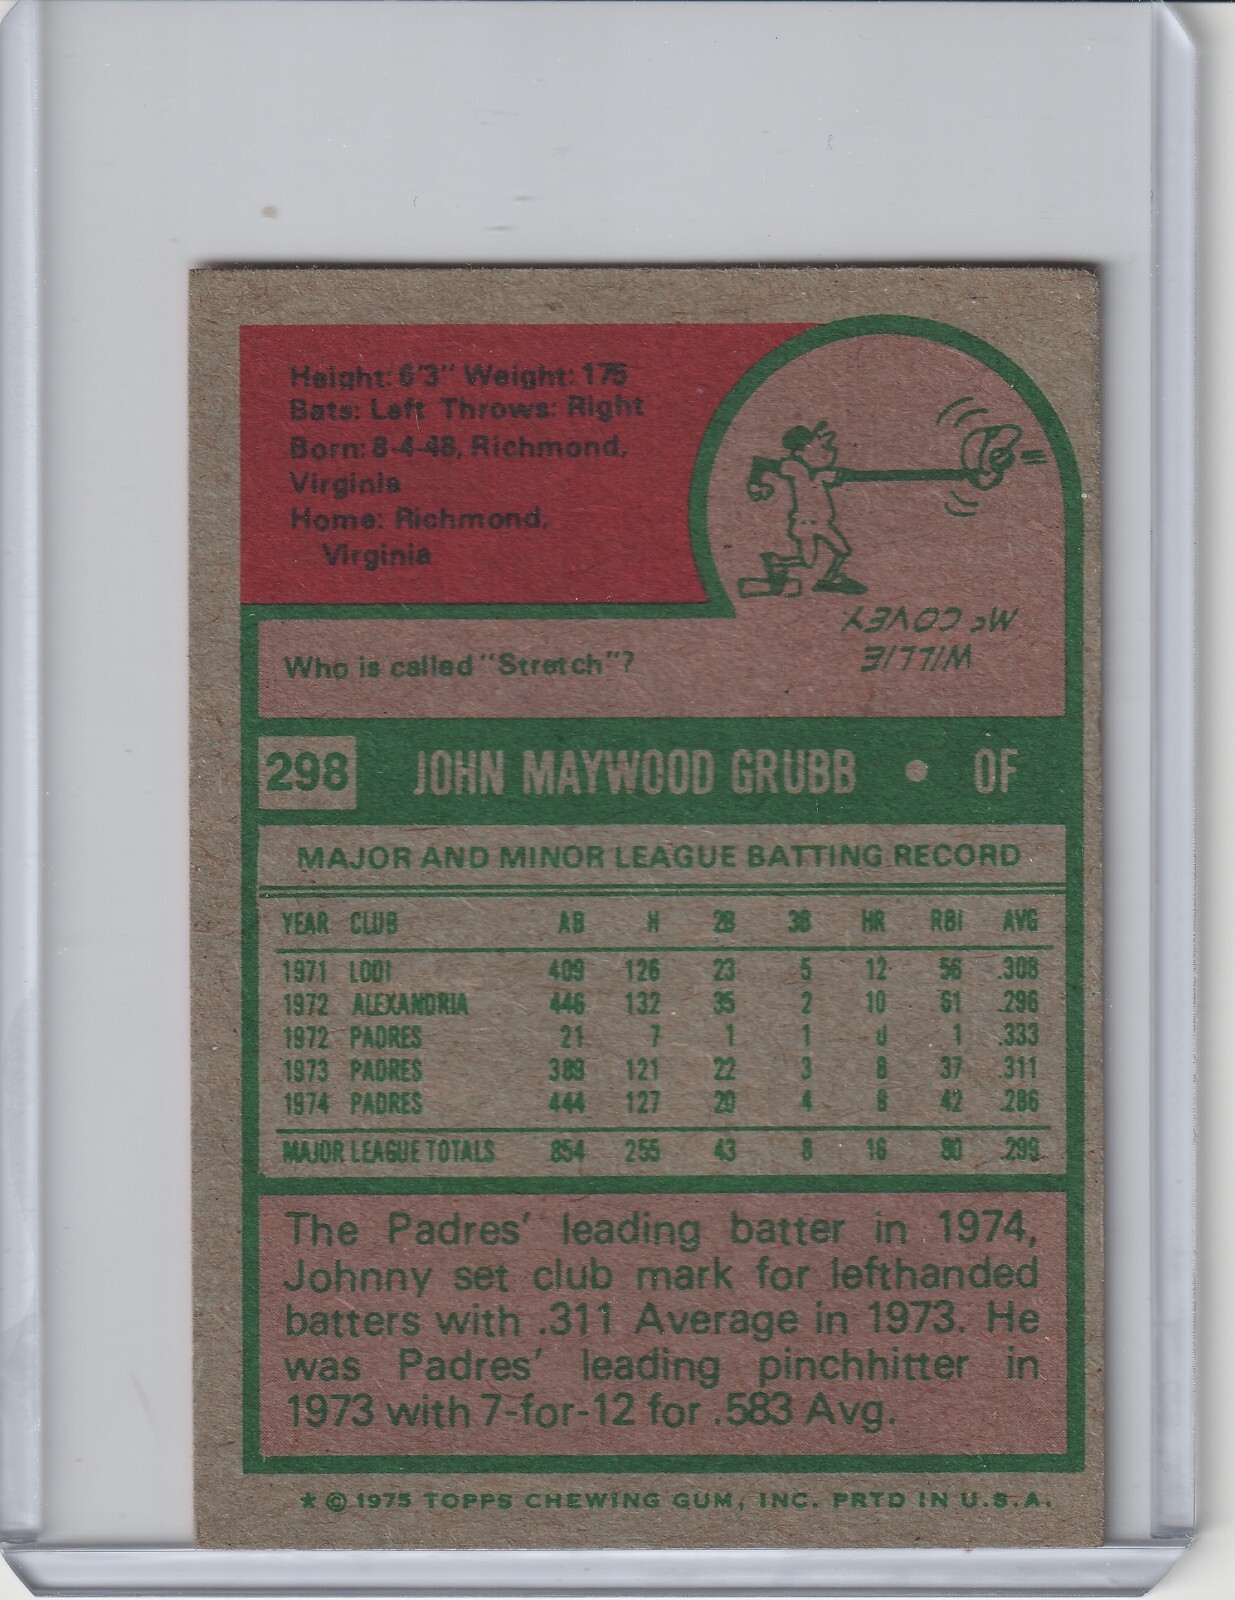 Height: 6'3" Weight: 175
Bats: Left Throws: Right
Born: 8-4-48, Richmond,
Virginia
Home: Richmond,
Virginia
Who is called "Stretch"?
WILLIE
McCOVEY.
298 JOHN MAYWOOD GRUBB • OF
MAJOR AND MINOR LEAGUE BATTING RECORD
YEAR CLUB AB H 2B 3B HR RBI AVG
1971 LODI 409 126 23 5 12 56 .308
1972 ALEXANDRIA 446 132 35 2 10 61 .296
1972 PADRES 21 7 1 1 0 1 .333
1973 PADRES 389 121 22 3 8 37 .311
1974 PADRES 444 127 20 4 8 42 .286
MAJOR LEAGUE TOTALS 854 255 43 8 16 80 .299
The Padres' leading batter in 1974,
Johnny set club mark for lefthanded
batters with .311 Average in 1973. He
was Padres' leading pinchhitter in
1973 with 7-for-12 for .583 Avg.
* © 1975 TOPPS CHEWING GUM, INC. PRTD IN U.S.A.